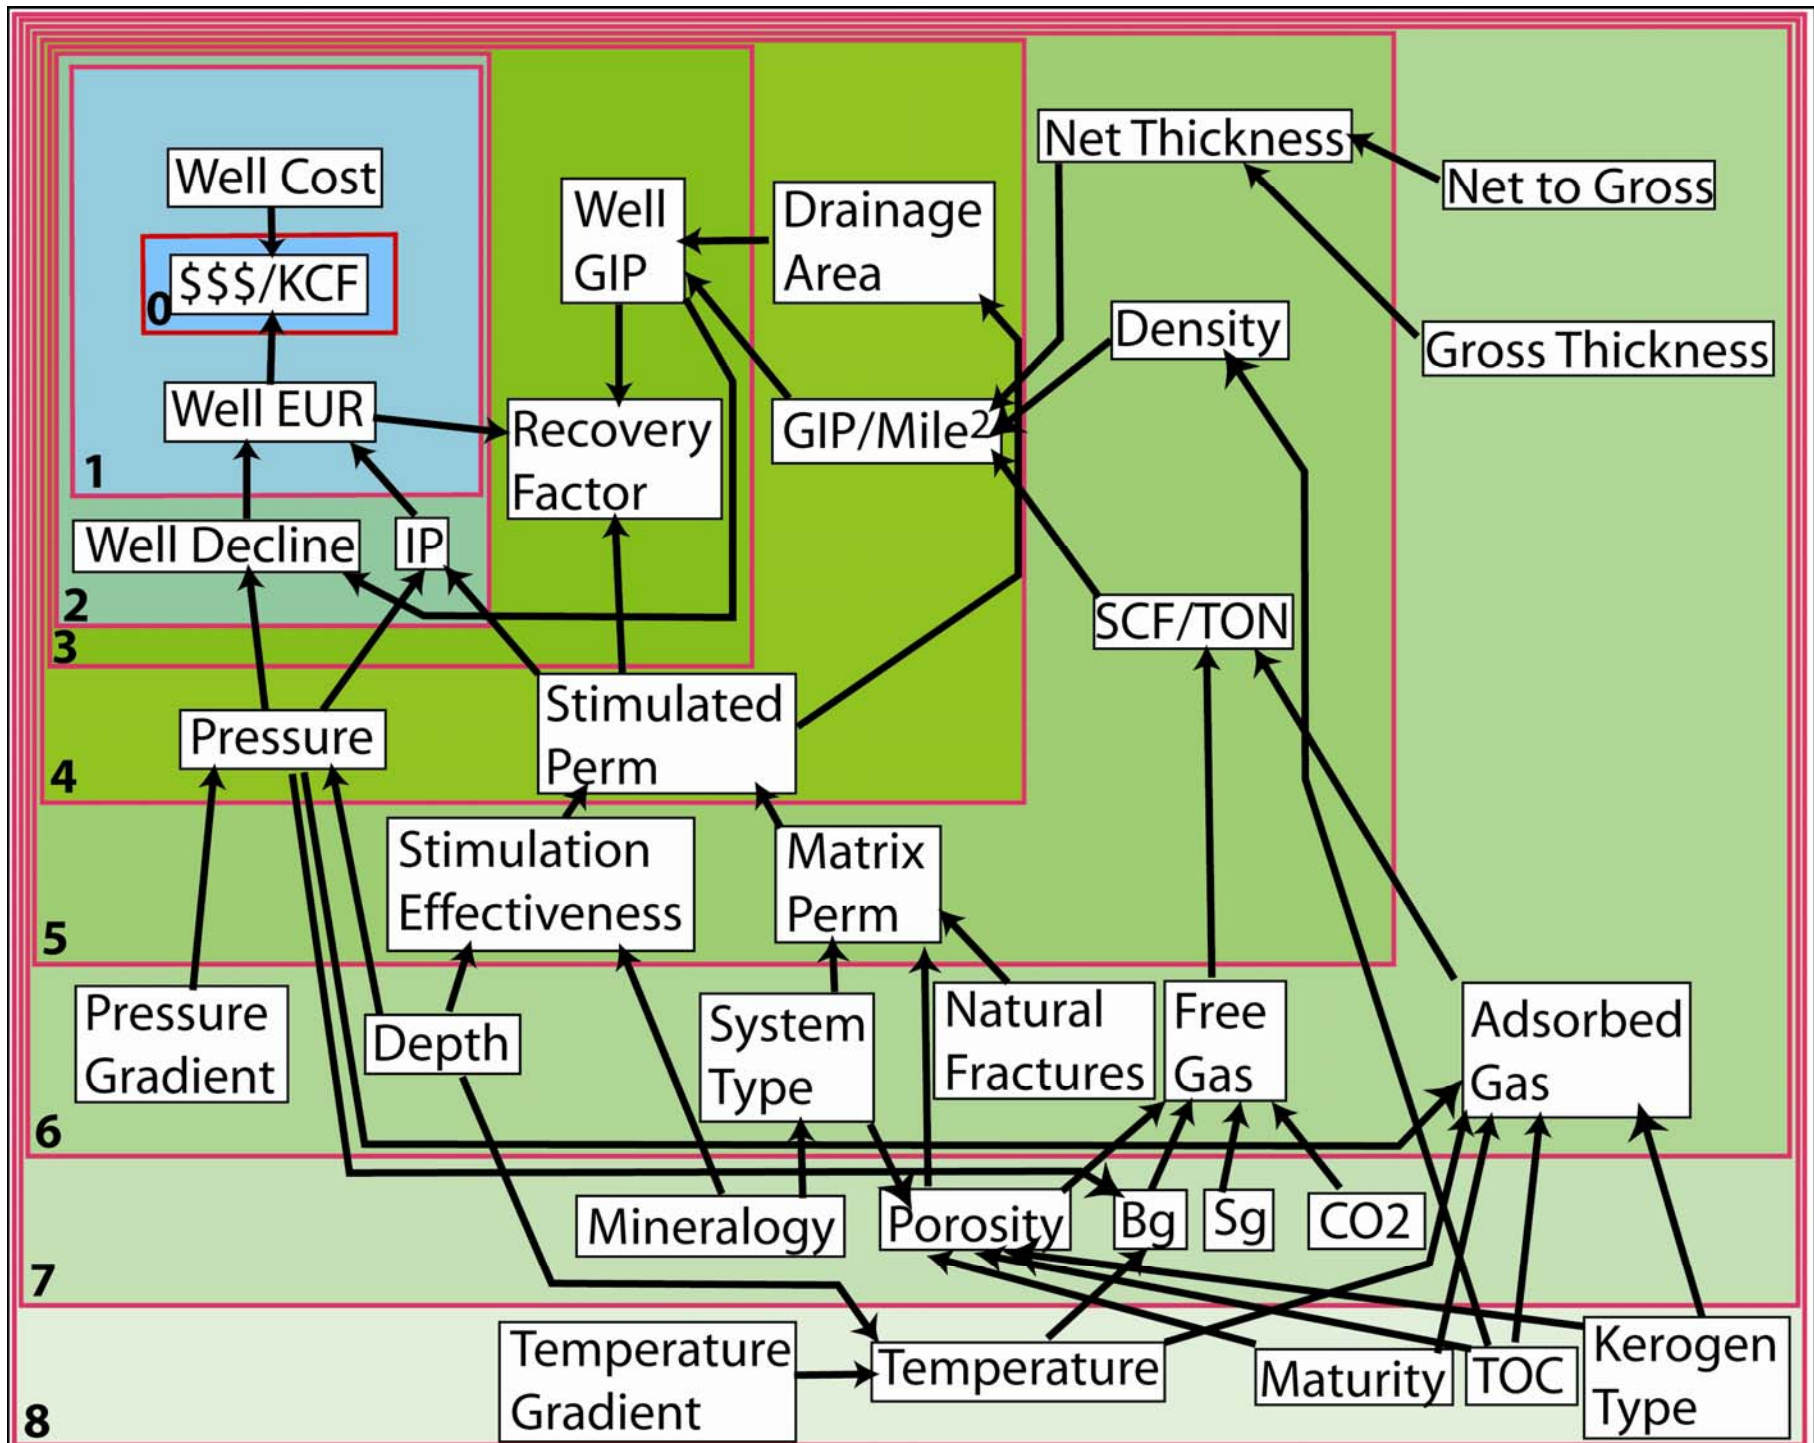 Well Cost
$$$/KCF
0
Well EUR
1
Well Decline
IP
2
3
Well
GIP
Recovery
Factor
Drainage
Area
GIP/Mile2
Pressure
Stimulated
Perm
4
Net Thickness
Density
SCF/TON
Stimulation
Effectiveness
Matrix
Perm
5
Net to Gross
Gross Thickness
Pressure
Gradient
Depth
System
Type
Natural
Fractures
Free
Gas
Adsorbed
Gas
6
Mineralogy
Porosity
Bg
Sg
CO2
7
Temperature
Gradient
Temperature
Maturity
TOC
Kerogen
Type
8